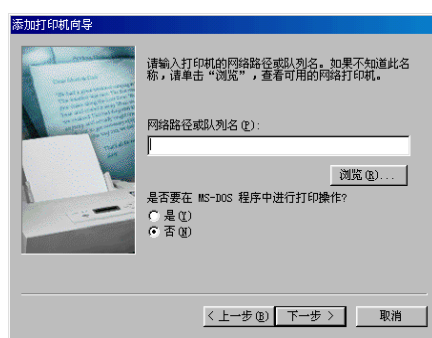 添加打印机向导
请输入打印机的网络路径或队列名。如果不知道此名
称，请单击“浏览”，查看可用的网络打印机。
网络路径或队列名(P):
浏览(R)...
是否要在 MS-DOS 程序中进行打印操作?
是(Y)
否(N)
< 上一步(B)
下一步 >
取消